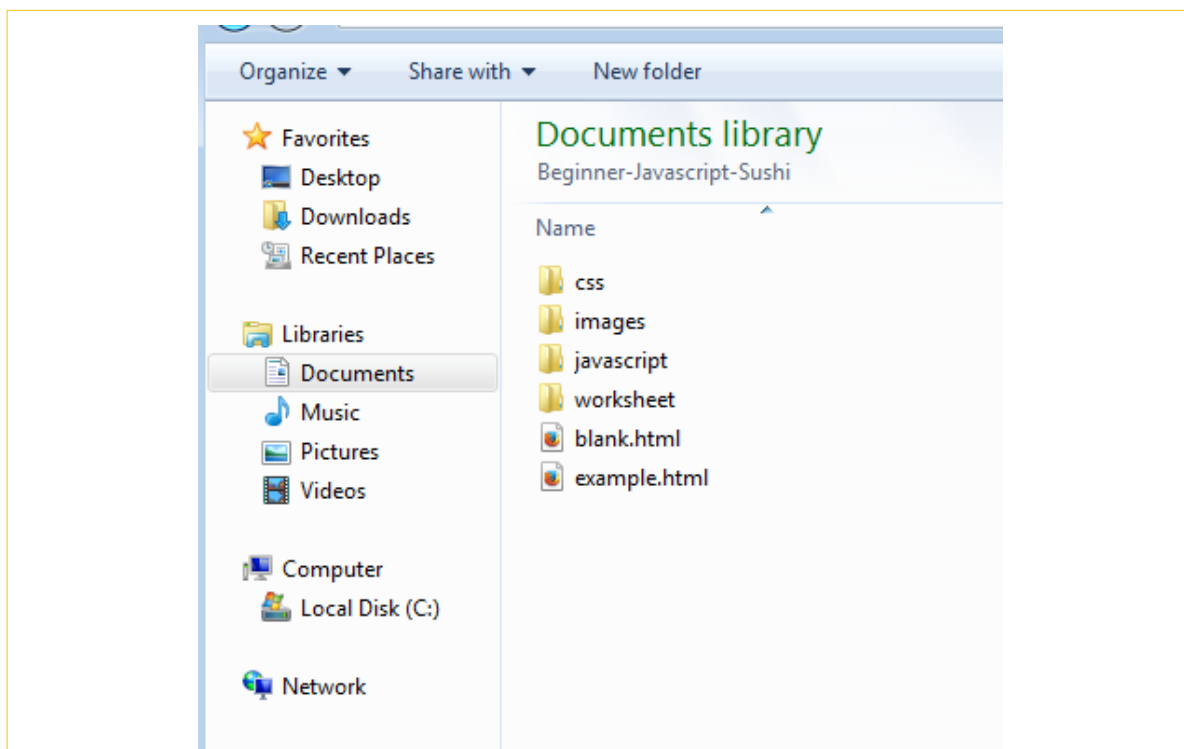 Organize Share with New folder
Favorites
Desktop
Downloads
Recent Places
Libraries
Documents
Music
Pictures
Videos
Computer
Local Disk (C:)
Network
Documents library
Beginner-Javascript-Sushi
Name
css
images
javascript
worksheet
blank.html
example.html